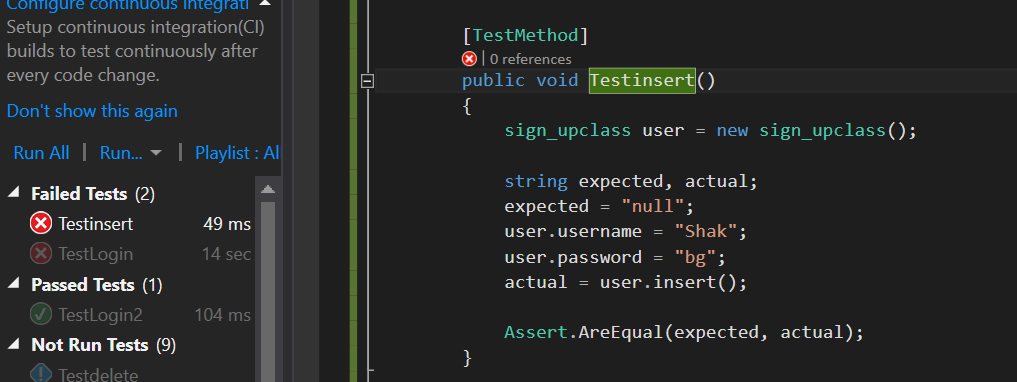 Configure continuous integrati
Setup continuous integration(CI)
builds to test continuously after
every code change.
Don't show this again
Run All | Run... | Playlist : Al
Failed Tests (2)
Testinsert 49 ms
TestLogin 14 sec
Passed Tests (1)
TestLogin2 104 ms
Not Run Tests (9)
Testdelete
[TestMethod]
| 0 references
public void Testinsert()
{
sign_upclass user = new sign_upclass();
string expected, actual;
expected = "null";
user.username = "Shak";
user.password = "bg";
actual = user.insert();
Assert.AreEqual(expected, actual);
}